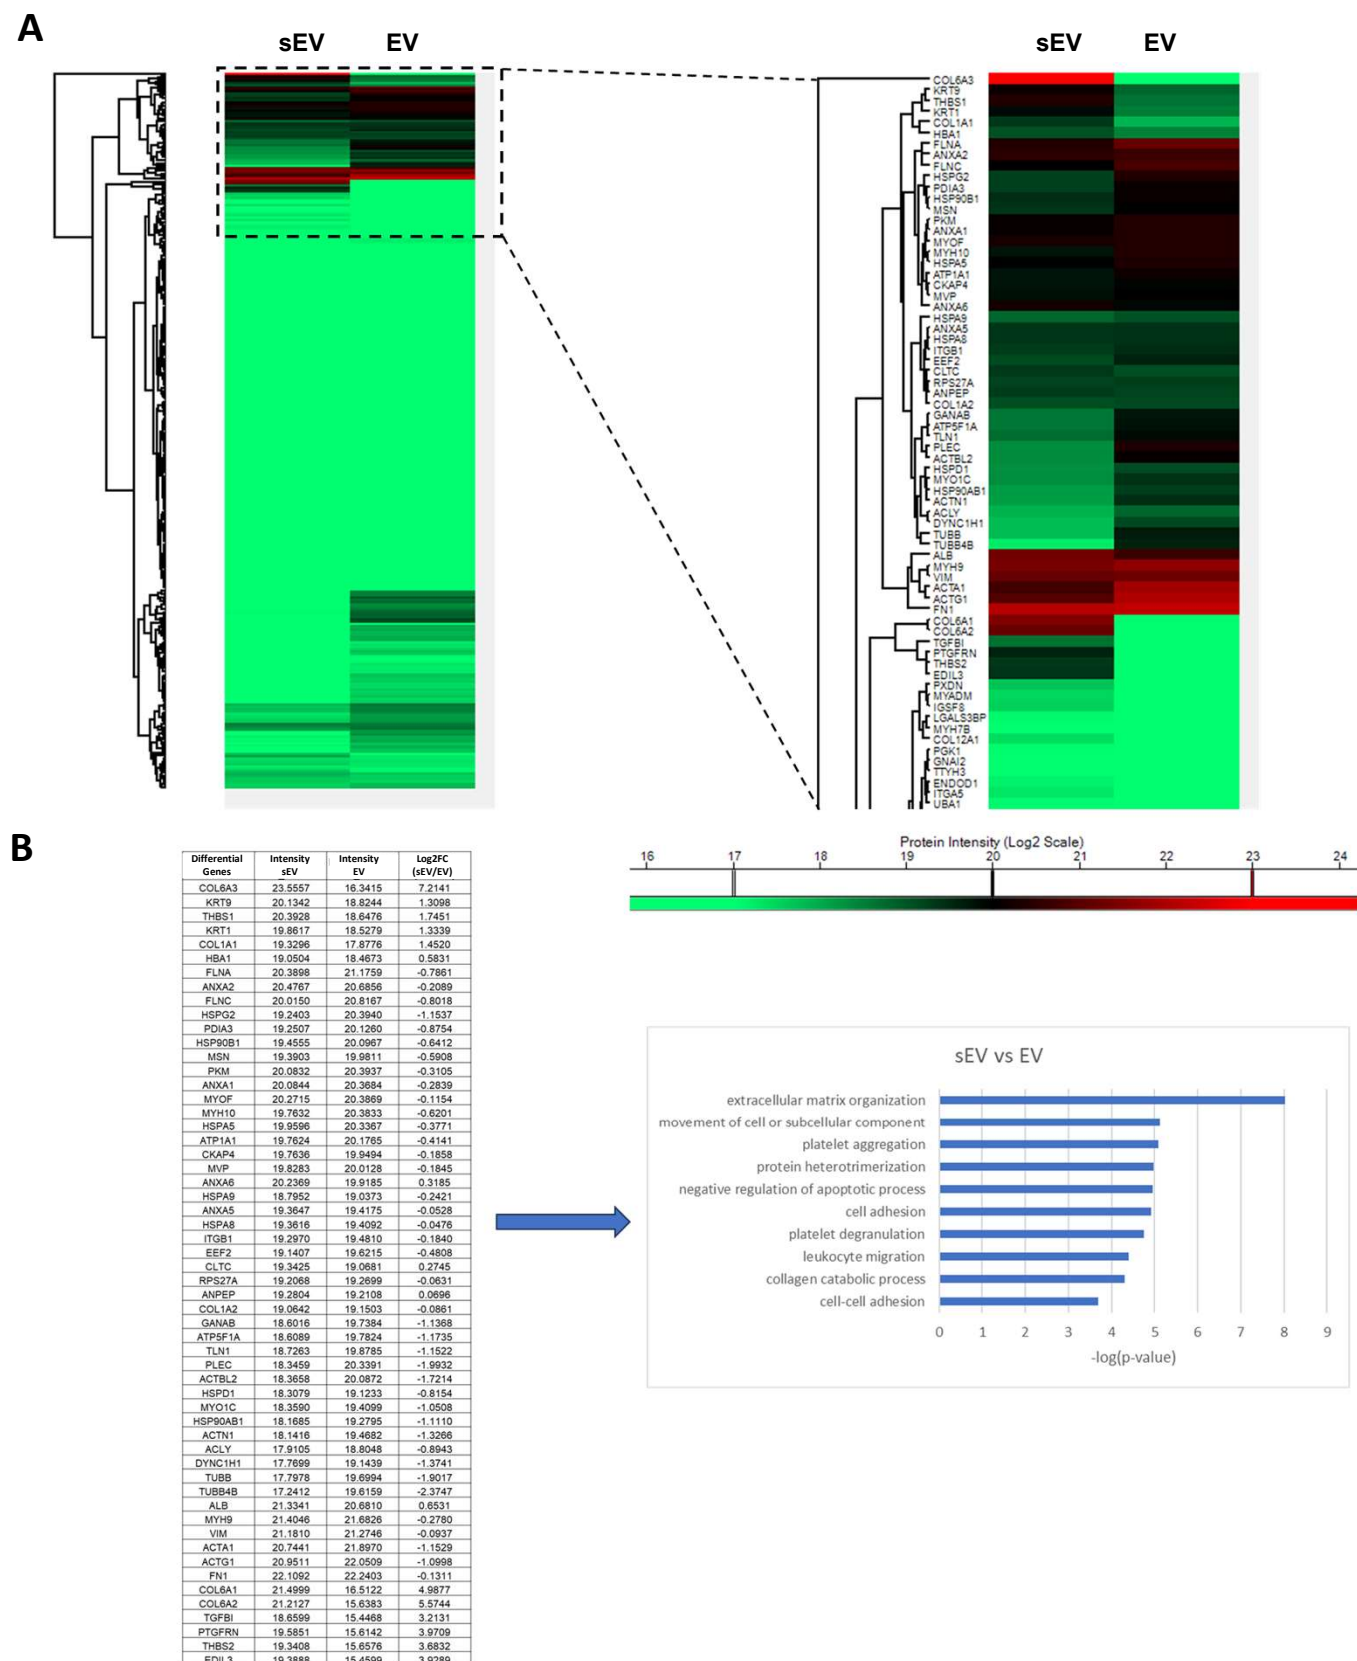 A
sEV EV
sEV EV
COL6A3
KRT9
THBS1
KRT1
COL1A1
HBA1
FLNA
ANXA2
FLNC
HSPG2
PDIA3
HSP90B1
MSN
PKM
ANXA1
MYOF
MYH10
HSPA5
ATP1A1
CKAP4
MVP
ANXA6
HSPA9
ANXA5
HSPA8
ITGB1
EEF2
CLTC
RPS27A
ANPEP
COL1A2
GANAB
ATP5F1A
TLN1
PLEC
ACTBL2
HSPD1
MYO1C
HSP90AB1
ACTN1
ACLY
DYNC1H1
TUBB
TUBB4B
ALB
MYH9
VIM
ACTA1
ACTG1
FN1
COL6A1
COL6A2
TGFBI
PTGFRN
THBS2
EDIL3
PXDN
MYADM
IGSF8
LGALS3BP
MYH7B
COL12A1
PGK1
GNAI2
TTYH3
ENDOD1
ITGA5
UBA1
Protein Intensity (Log2 Scale)
16 17 18 19 20 21 22 23 24
B
Differential Genes Intensity sEV Intensity EV Log2FC (sEV/EV)
COL6A3 23.5557 16.3415 7.2141
KRT9 20.1342 18.8244 1.3098
THBS1 20.3928 18.6476 1.7451
KRT1 19.8617 18.5279 1.3339
COL1A1 19.3296 17.8776 1.4520
HBA1 19.0504 18.4673 0.5831
FLNA 20.3898 21.1759 -0.7861
ANXA2 20.4767 20.6856 -0.2089
FLNC 20.0150 20.8167 -0.8018
HSPG2 19.2403 20.3940 -1.1537
PDIA3 19.2507 20.1260 -0.8754
HSP90B1 19.4555 20.0967 -0.6412
MSN 19.3903 19.9811 -0.5908
PKM 20.0832 20.3937 -0.3105
ANXA1 20.0844 20.3684 -0.2839
MYOF 20.2715 20.3869 -0.1154
MYH10 19.7632 20.3833 -0.6201
HSPA5 19.9596 20.3367 -0.3771
ATP1A1 19.7624 20.1765 -0.4141
CKAP4 19.7636 19.9494 -0.1858
MVP 19.8283 20.0128 -0.1845
ANXA6 20.2369 19.9185 0.3185
HSPA9 18.7952 19.0373 -0.2421
ANXA5 19.3647 19.4175 -0.0528
HSPA8 19.3616 19.4092 -0.0476
ITGB1 19.2970 19.4810 -0.1840
EEF2 19.1407 19.6215 -0.4808
CLTC 19.3425 19.0681 0.2745
RPS27A 19.2068 19.2699 -0.0631
ANPEP 19.2804 19.2108 0.0696
COL1A2 19.0642 19.1503 -0.0861
GANAB 18.6016 19.7384 -1.1368
ATP5F1A 18.6089 19.7824 -1.1735
TLN1 18.7263 19.8785 -1.1522
PLEC 18.3459 20.3391 -1.9932
ACTBL2 18.3658 20.0872 -1.7214
HSPD1 18.3079 19.1233 -0.8154
MYO1C 18.3590 19.4099 -1.0508
HSP90AB1 18.1685 19.2795 -1.1110
ACTN1 18.1416 19.4682 -1.3266
ACLY 17.9105 18.8048 -0.8943
DYNC1H1 17.7699 19.1439 -1.3741
TUBB 17.7978 19.6994 -1.9017
TUBB4B 17.2412 19.6159 -2.3747
ALB 21.3341 20.6810 0.6531
MYH9 21.4046 21.6826 -0.2780
VIM 21.1810 21.2746 -0.0937
ACTA1 20.7441 21.8970 -1.1529
ACTG1 20.9511 22.0509 -1.0998
FN1 22.1092 22.2403 -0.1311
COL6A1 21.4999 16.5122 4.9877
COL6A2 21.2127 15.6383 5.5744
TGFBI 18.6599 15.4468 3.2131
PTGFRN 19.5851 15.6142 3.9709
THBS2 19.3408 15.6576 3.6832
EDIL3 19.3888 15.4599 3.9289
sEV vs EV
extracellular matrix organization
movement of cell or subcellular component
platelet aggregation
protein heterotrimerization
negative regulation of apoptotic process
cell adhesion
platelet degranulation
leukocyte migration
collagen catabolic process
cell-cell adhesion
0 1 2 3 4 5 6 7 8 9
-log(p-value)